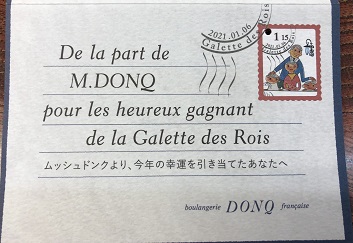 2021.01.06
Galette des Rois
1 15
De la part de
M.DONQ
pour les heureux gagnant
de la Galette des Rois
ムッシュドンクより、今年の幸運を引き当てたあなたへ
boulangerie DONQ française